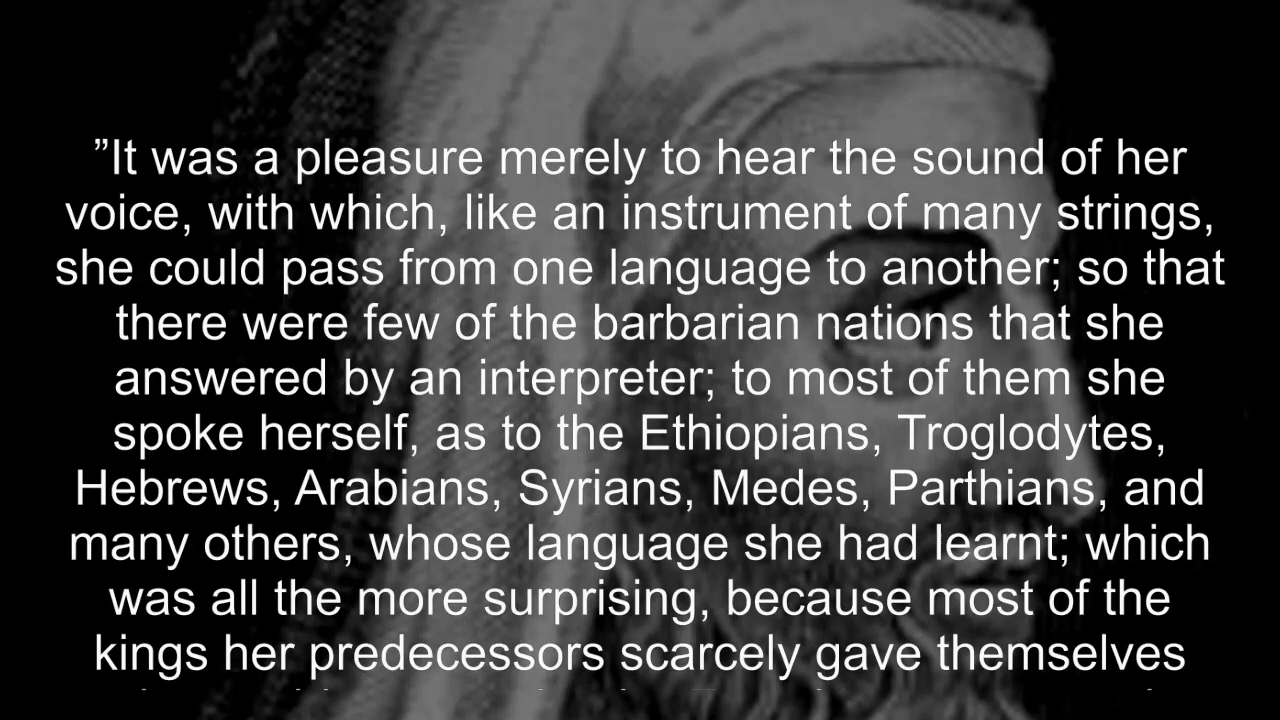 ”It was a pleasure merely to hear the sound of her
voice, with which, like an instrument of many strings,
she could pass from one language to another; so that
there were few of the barbarian nations that she
answered by an interpreter; to most of them she
spoke herself, as to the Ethiopians, Troglodytes,
Hebrews, Arabians, Syrians, Medes, Parthians, and
many others, whose language she had learnt; which
was all the more surprising, because most of the
kings her predecessors scarcely gave themselves